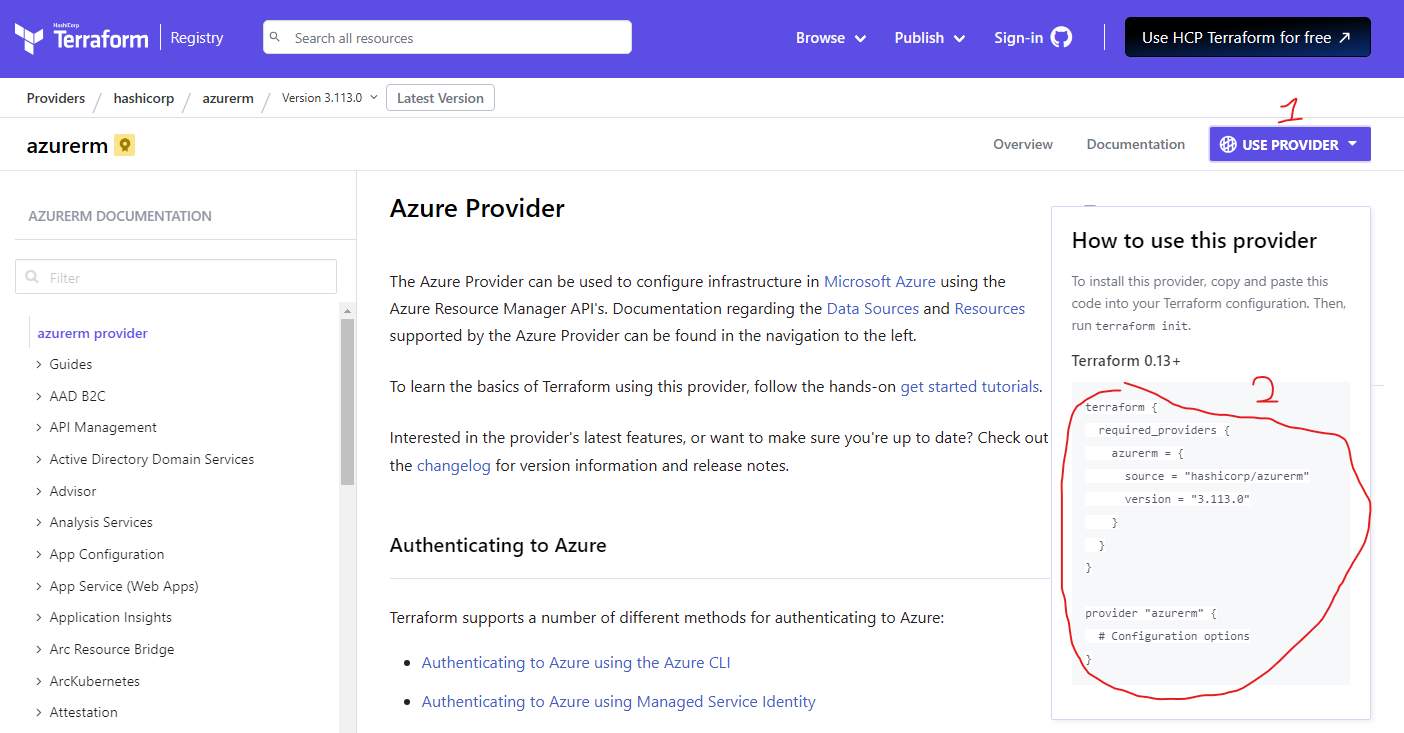 HashiCorp
Terraform
Registry
Search all resources
Browse
Publish
Sign-in
Use HCP Terraform for free
Providers / hashicorp / azurerm / Version 3.113.0
Latest Version
1
azurerm
Overview
Documentation
USE PROVIDER
AZURERM DOCUMENTATION
Filter
azurerm provider
Guides
AAD B2C
API Management
Active Directory Domain Services
Advisor
Analysis Services
App Configuration
App Service (Web Apps)
Application Insights
Arc Resource Bridge
ArcKubernetes
Attestation
Azure Provider
The Azure Provider can be used to configure infrastructure in Microsoft Azure using the
Azure Resource Manager API's. Documentation regarding the Data Sources and Resources
supported by the Azure Provider can be found in the navigation to the left.
To learn the basics of Terraform using this provider, follow the hands-on get started tutorials.
Interested in the provider's latest features, or want to make sure you're up to date? Check out
the changelog for version information and release notes.
Authenticating to Azure
Terraform supports a number of different methods for authenticating to Azure:
• Authenticating to Azure using the Azure CLI
• Authenticating to Azure using Managed Service Identity
How to use this provider
To install this provider, copy and paste this
code into your Terraform configuration. Then,
run terraform init.
Terraform 0.13+
2
terraform {
  required_providers {
    azurerm = {
      source = "hashicorp/azurerm"
      version = "3.113.0"
    }
  }
}
provider "azurerm" {
  # Configuration options
}